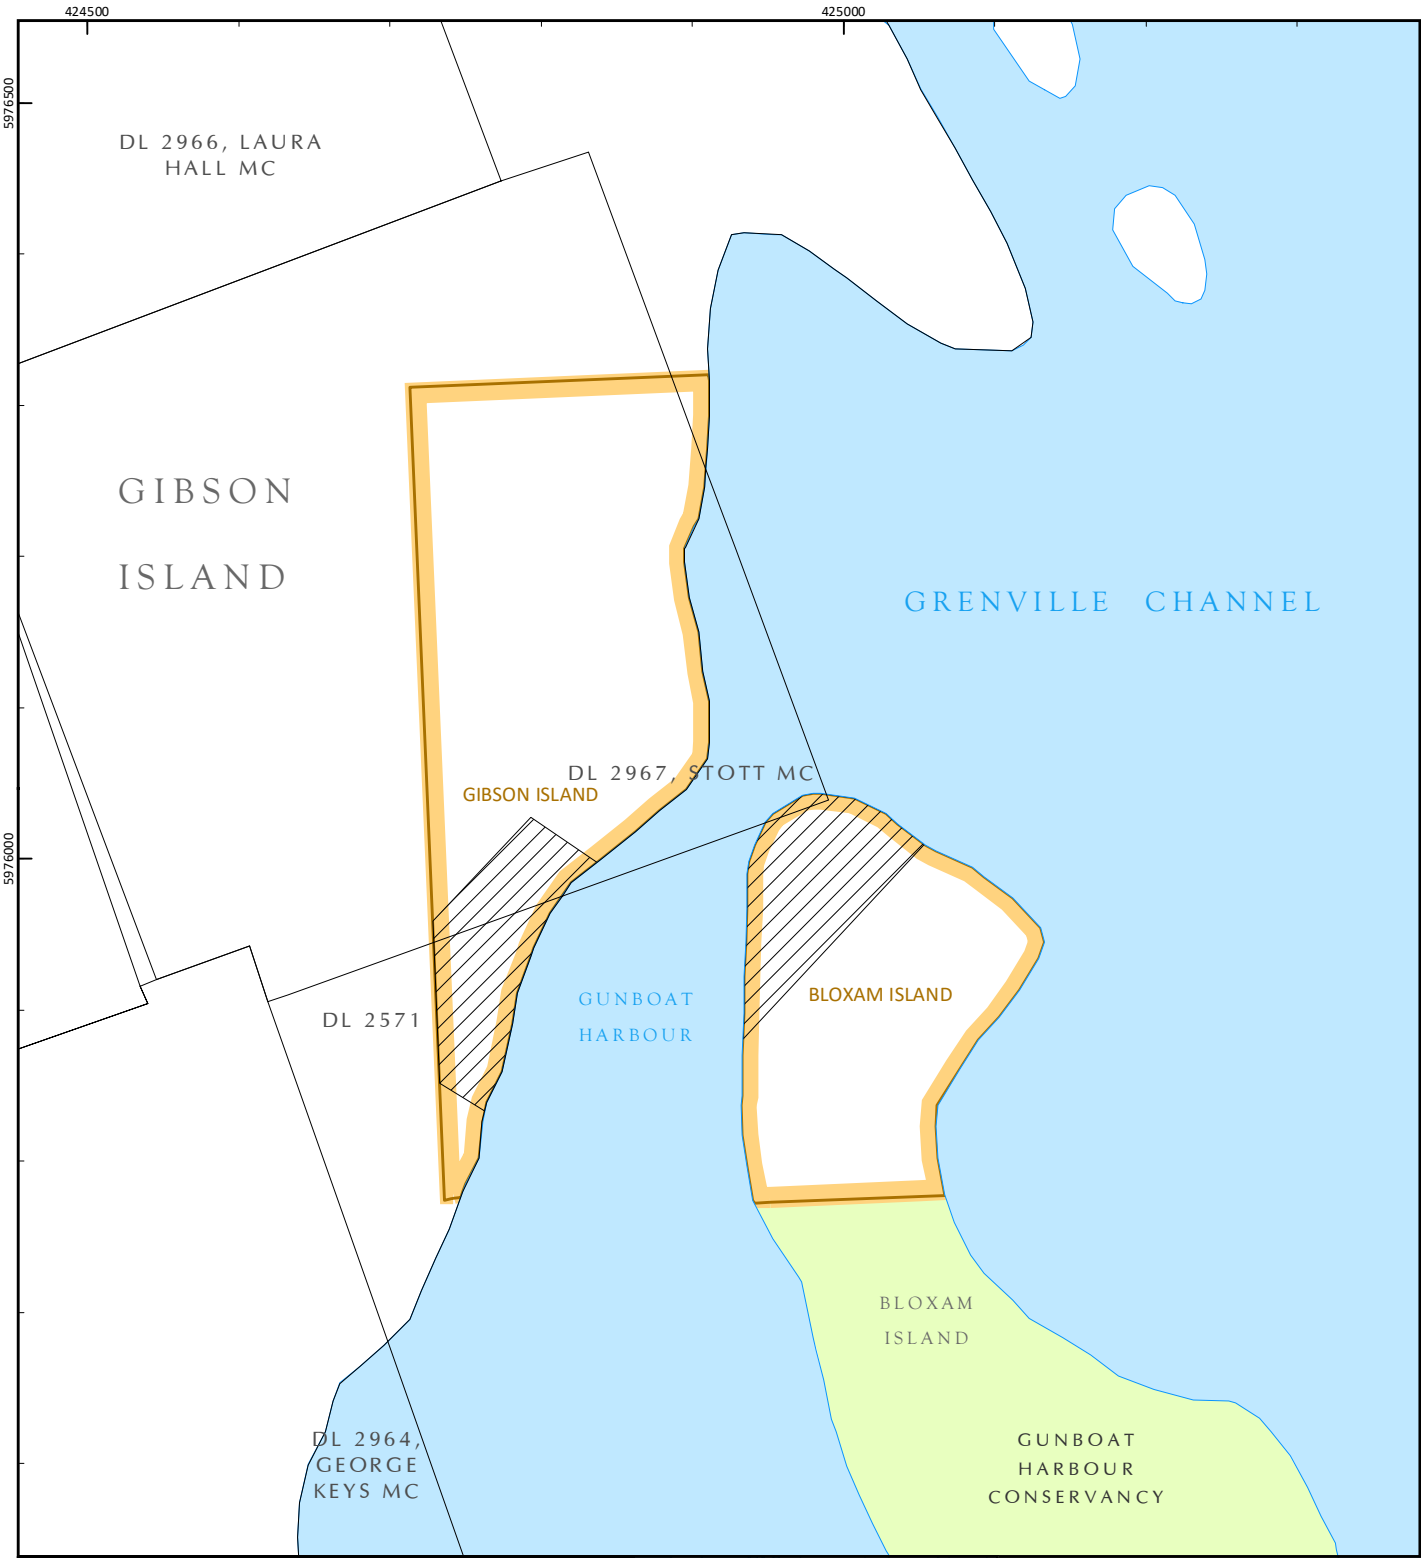 424500
425000
5976500
DL 2966, LAURA
HALL MC
GIBSON
ISLAND
GRENVILLE CHANNEL
DL 2967, STOTT MC
GIBSON ISLAND
5976000
BLOXAM ISLAND
GUNBOAT
HARBOUR
DL 2571
BLOXAM
ISLAND
DL 2964,
GEORGE
KEYS MC
GUNBOAT
HARBOUR
CONSERVANCY